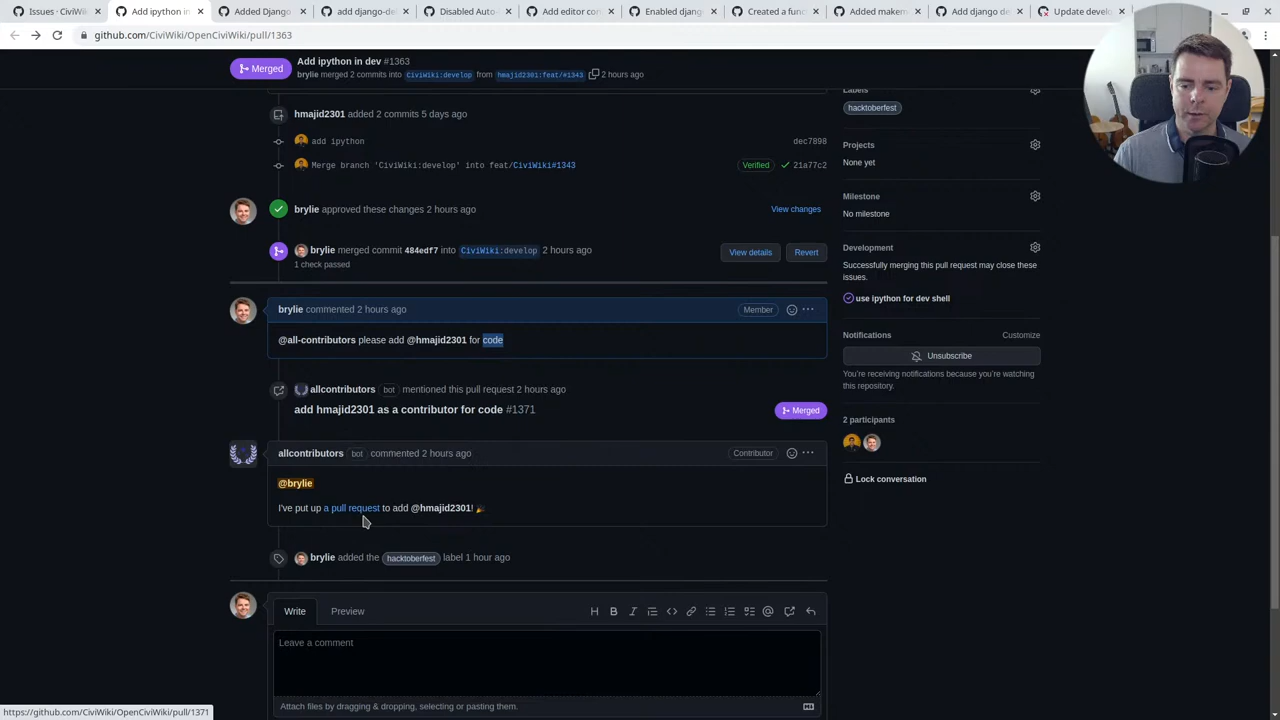 Issues · CiviWiki
Add ipython in
Added Django
add django-de
Disabled Auto-
Add editor con
Enabled djang
Created a func
Added makem
Add django de
Update develo
github.com/CiviWiki/OpenCiviWiki/pull/1363
Merged
Add ipython in dev #1363
brylie merged 2 commits into CiviWiki:develop from hmajid2301:feat/#1343 2 hours ago
Labels
hmajid2301 added 2 commits 5 days ago
hacktoberfest
add ipython
dec7898
Projects
None yet
Merge branch 'CiviWiki:develop' into feat/CiviWiki#1343
Verified
21a77c2
Milestone
No milestone
brylie approved these changes 2 hours ago
View changes
Development
Successfully merging this pull request may close these
issues.
brylie merged commit 484edf7 into CiviWiki:develop 2 hours ago
1 check passed
View details
Revert
use ipython for dev shell
brylie commented 2 hours ago
Member
@all-contributors please add @hmajid2301 for code
Notifications
Customize
Unsubscribe
You're receiving notifications because you're watching
this repository.
allcontributors bot mentioned this pull request 2 hours ago
add hmajid2301 as a contributor for code #1371
Merged
2 participants
allcontributors bot commented 2 hours ago
Contributor
@brylie
I've put up a pull request to add @hmajid2301! 🎉
Lock conversation
brylie added the hacktoberfest label 1 hour ago
Write
Preview
Leave a comment
Attach files by dragging & dropping, selecting or pasting them.
https://github.com/CiviWiki/OpenCiviWiki/pull/1371